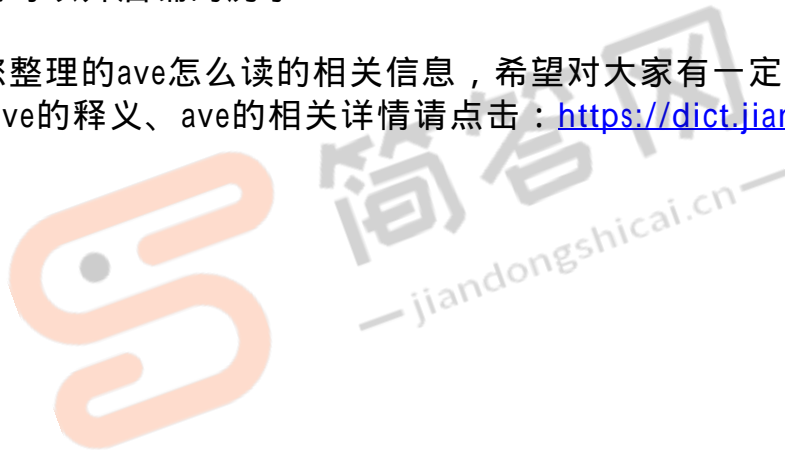 整理的ave怎么读的相关信息，希望对大家有一定
ve的释义、ave的相关详情请点击：https://dict.jian
简答网
jiandongshicai.cn